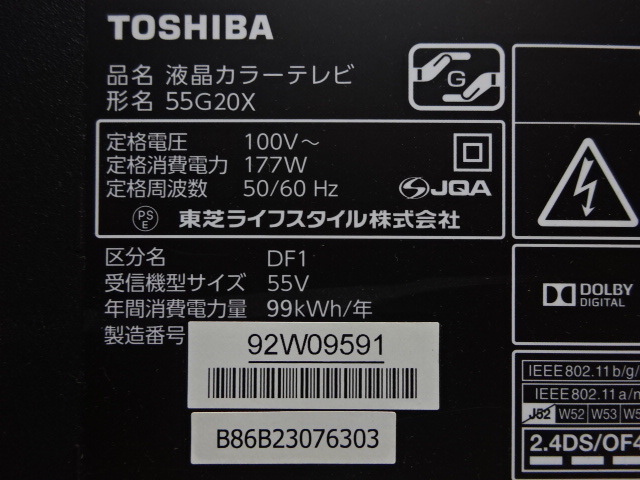 TOSHIBA
品名 液晶カラーテレビ
形名 55G20X
G
定格電圧 100V～
定格消費電力 177W
定格周波数 50/60 Hz
JQA
PS
E
東芝ライフスタイル株式会社
区分名 DF1
受信機型サイズ 55V
年間消費電力量 99kWh/年
製造番号
92W09591
B86B23076303
DOLBY
DIGITAL
IEEE802.11b/g/
IEEE802.11a/n
J52 W52 W53 W5
2.4DS/OF4